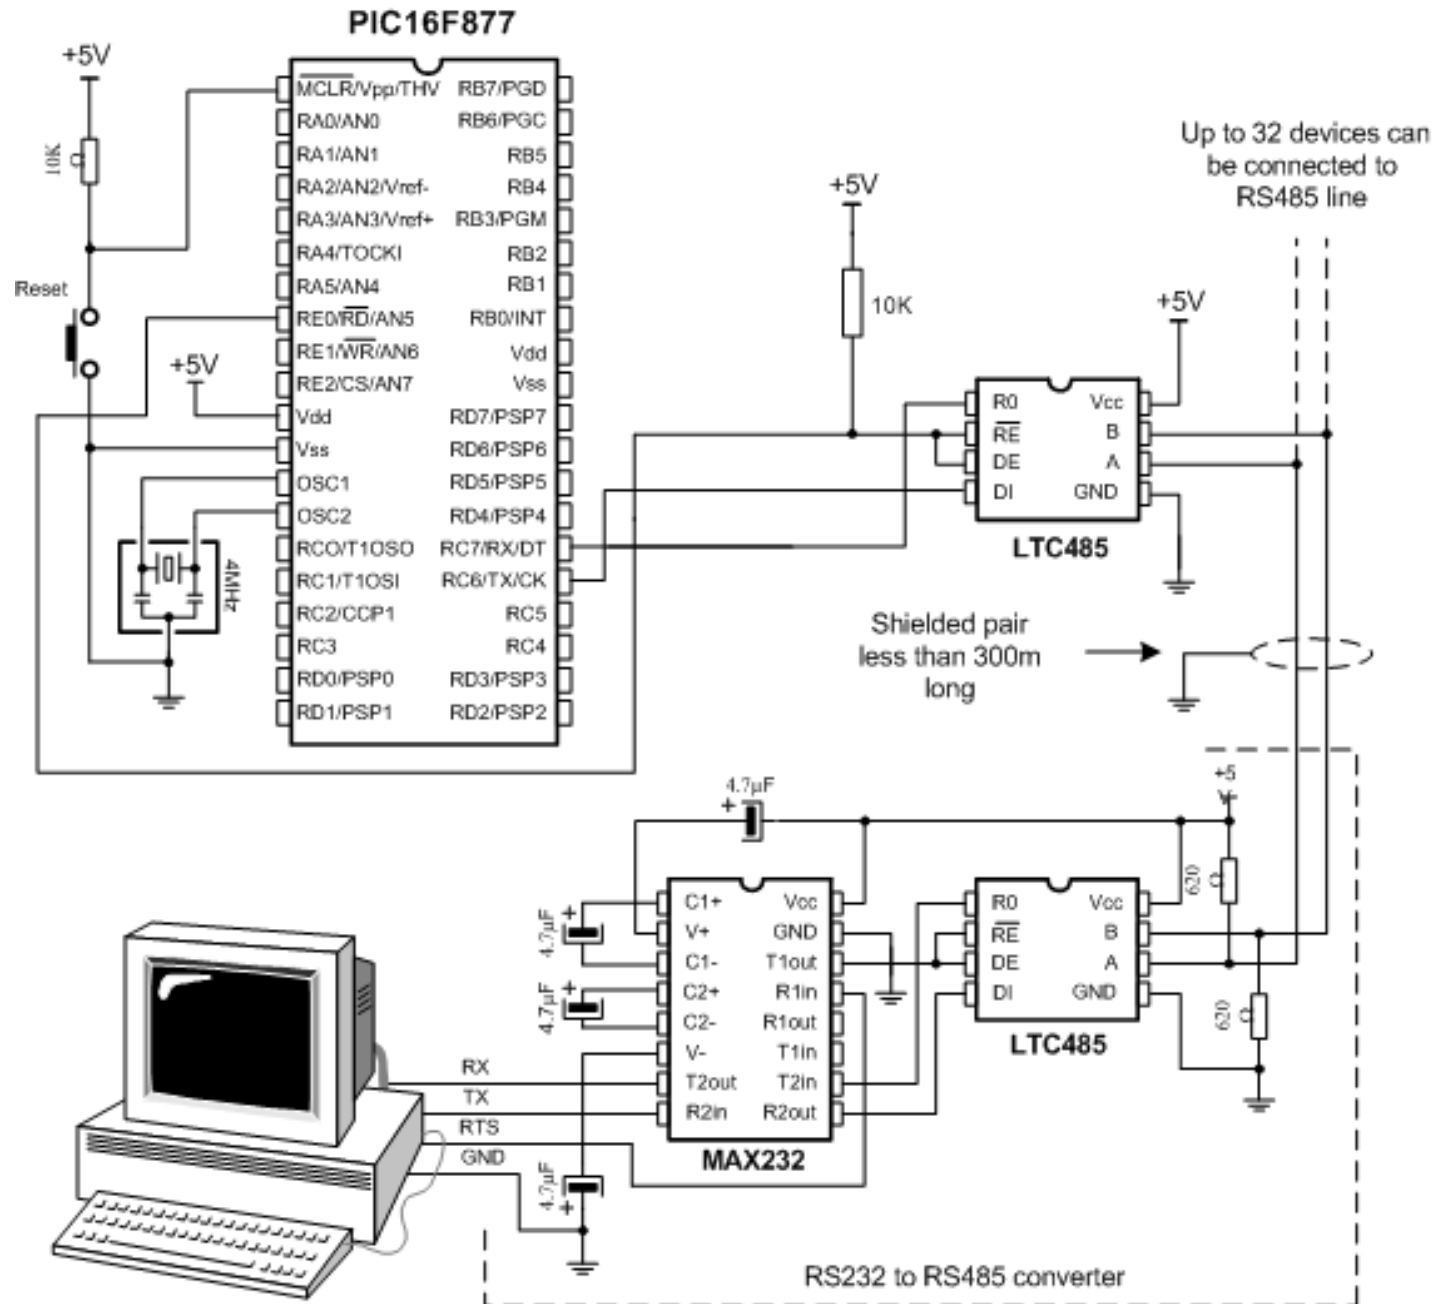 PIC16F877
+5V
10K
Ω
Reset
+5V
4MHz
MCLR/Vpp/THV
RA0/AN0
RA1/AN1
RA2/AN2/Vref-
RA3/AN3/Vref+
RA4/TOCKI
RA5/AN4
RE0/RD/AN5
RE1/WR/AN6
RE2/CS/AN7
Vdd
Vss
OSC1
OSC2
RCO/T1OSO
RC1/T1OSI
RC2/CCP1
RC3
RD0/PSP0
RD1/PSP1
RB7/PGD
RB6/PGC
RB5
RB4
RB3/PGM
RB2
RB1
RB0/INT
Vdd
Vss
RD7/PSP7
RD6/PSP6
RD5/PSP5
RD4/PSP4
RC7/RX/DT
RC6/TX/CK
RC5
RC4
RD3/PSP3
RD2/PSP2
+5V
10K
Up to 32 devices can
be connected to
RS485 line
+5V
R0
RE
DE
DI
Vcc
B
A
GND
LTC485
Shielded pair
less than 300m
long
4.7µF
+
+5
V
620
Ω
620
Ω
+
4.7µF
+
4.7µF
C1+
V+
C1-
C2+
C2-
V-
T2out
R2in
Vcc
GND
T1out
R1in
R1out
T1in
T2in
R2out
MAX232
R0
RE
DE
DI
Vcc
B
A
GND
LTC485
RX
TX
RTS
GND
4.7µF
+
RS232 to RS485 converter